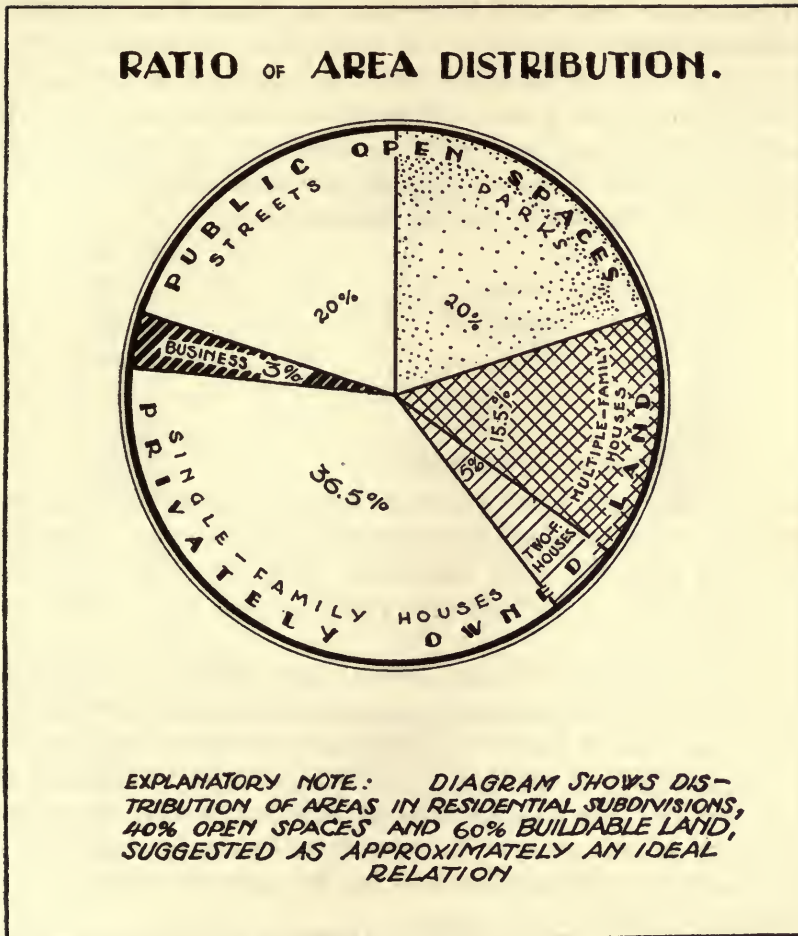 RATIO OF AREA DISTRIBUTION.
PUBLIC OPEN SPACES
STREETS
PARKS
20%
20%
BUSINESS 3%
15.5%
MULTIPLE-FAMILY
HOUSES
5%
TWO-F.
HOUSES
36.5%
SINGLE-FAMILY HOUSES
PRIVATELY OWNED LAND
EXPLANATORY NOTE: DIAGRAM SHOWS DIS-
TRIBUTION OF AREAS IN RESIDENTIAL SUBDIVISIONS,
40% OPEN SPACES AND 60% BUILDABLE LAND,
SUGGESTED AS APPROXIMATELY AN IDEAL
RELATION